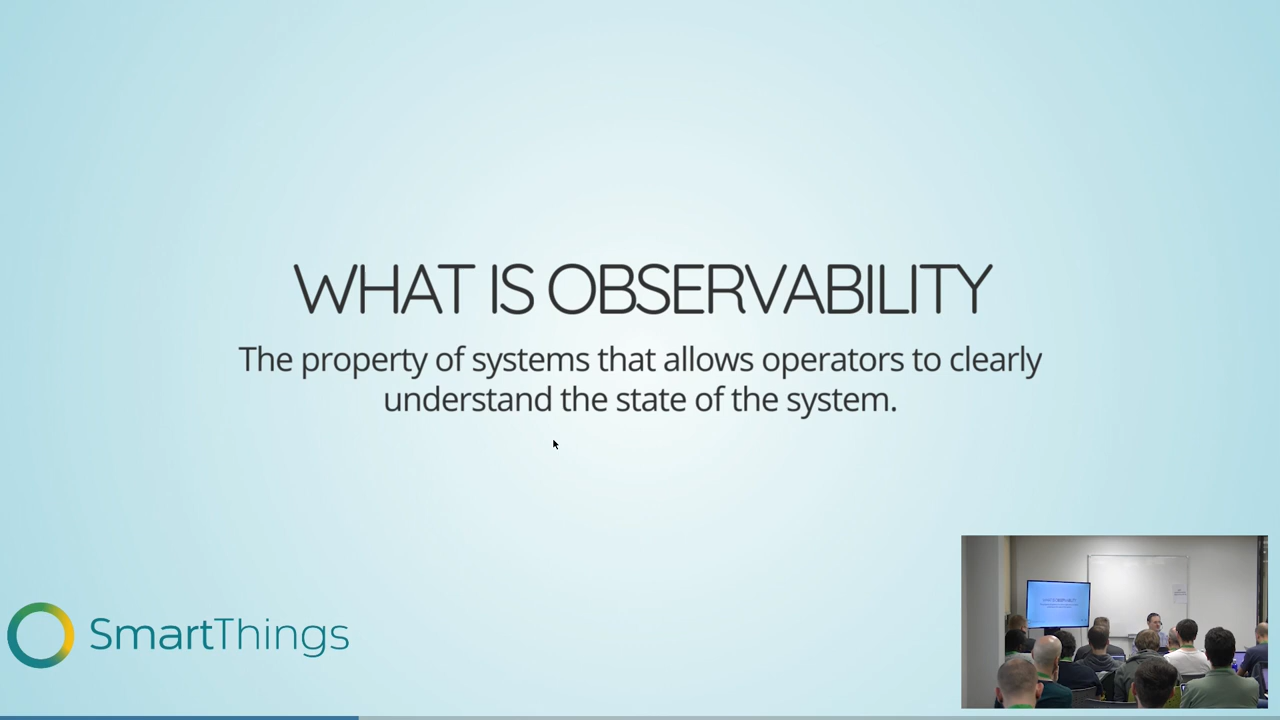 WHAT IS OBSERVABILITY
The property of systems that allows operators to clearly
understand the state of the system.
SmartThings